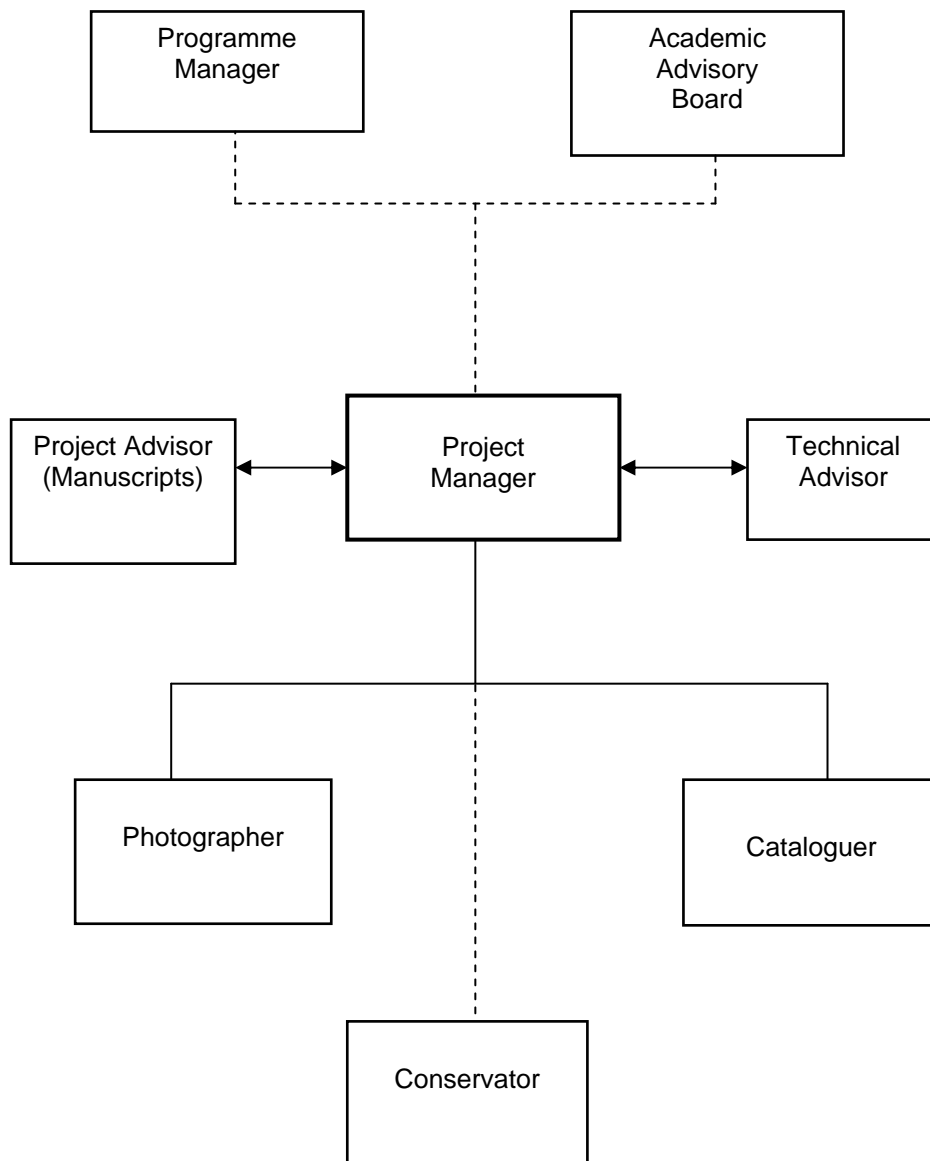 Programme
Manager
Academic
Advisory
Board
Project Advisor
(Manuscripts)
Project
Manager
Technical
Advisor
Photographer
Cataloguer
Conservator